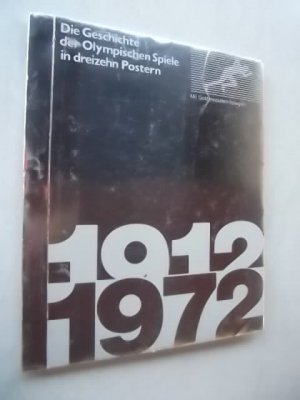 Die Geschichte
der Olympischen Spiele
in dreizehn Postern
1912
1972